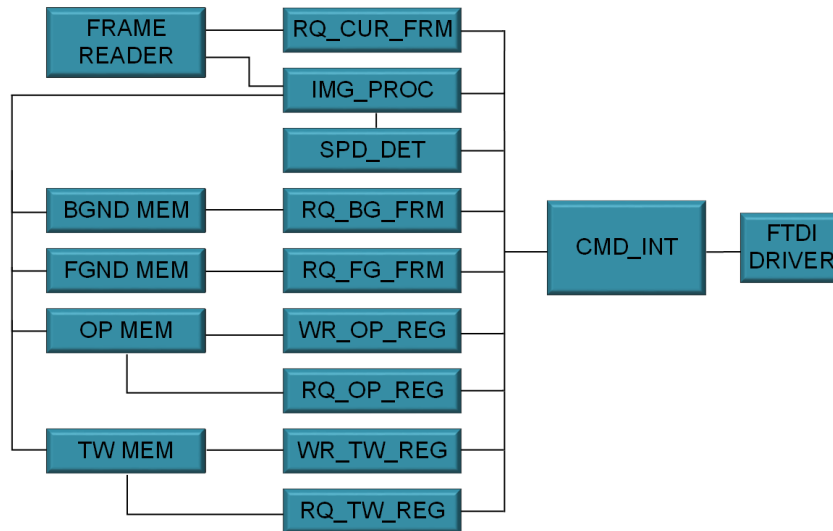 FRAME
READER
RQ_CUR_FRM
IMG_PROC
SPD_DET
BGND MEM
RQ_BG_FRM
FGND MEM
RQ_FG_FRM
OP MEM
WR_OP_REG
RQ_OP_REG
TW MEM
WR_TW_REG
RQ_TW_REG
CMD_INT
FTDI
DRIVER